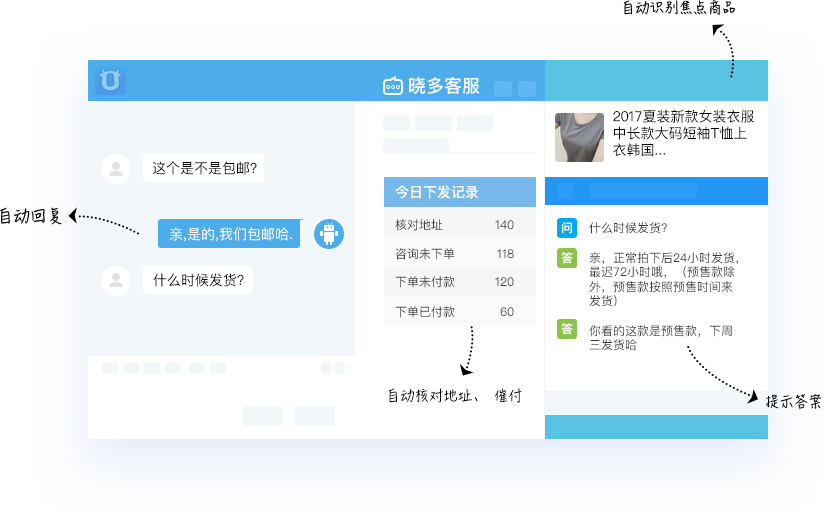 自动识别焦点商品
晓多客服
2017夏装新款女装衣服
中长款大码短袖T恤上
衣韩国...
这个是不是包邮?
自动回复
亲,是的,我们包邮哈.
什么时候发货?
今日下发记录
核对地址 140
咨询未下单 118
下单未付款 120
下单已付款 60
自动核对地址、 催付
问 什么时候发货?
答 亲，正常拍下后24小时发货，
最迟72小时哦，（预售款除
外，预售款按照预售时间来
发货）
答 你看的这款是预售款，下周
三发货哈
提示答案